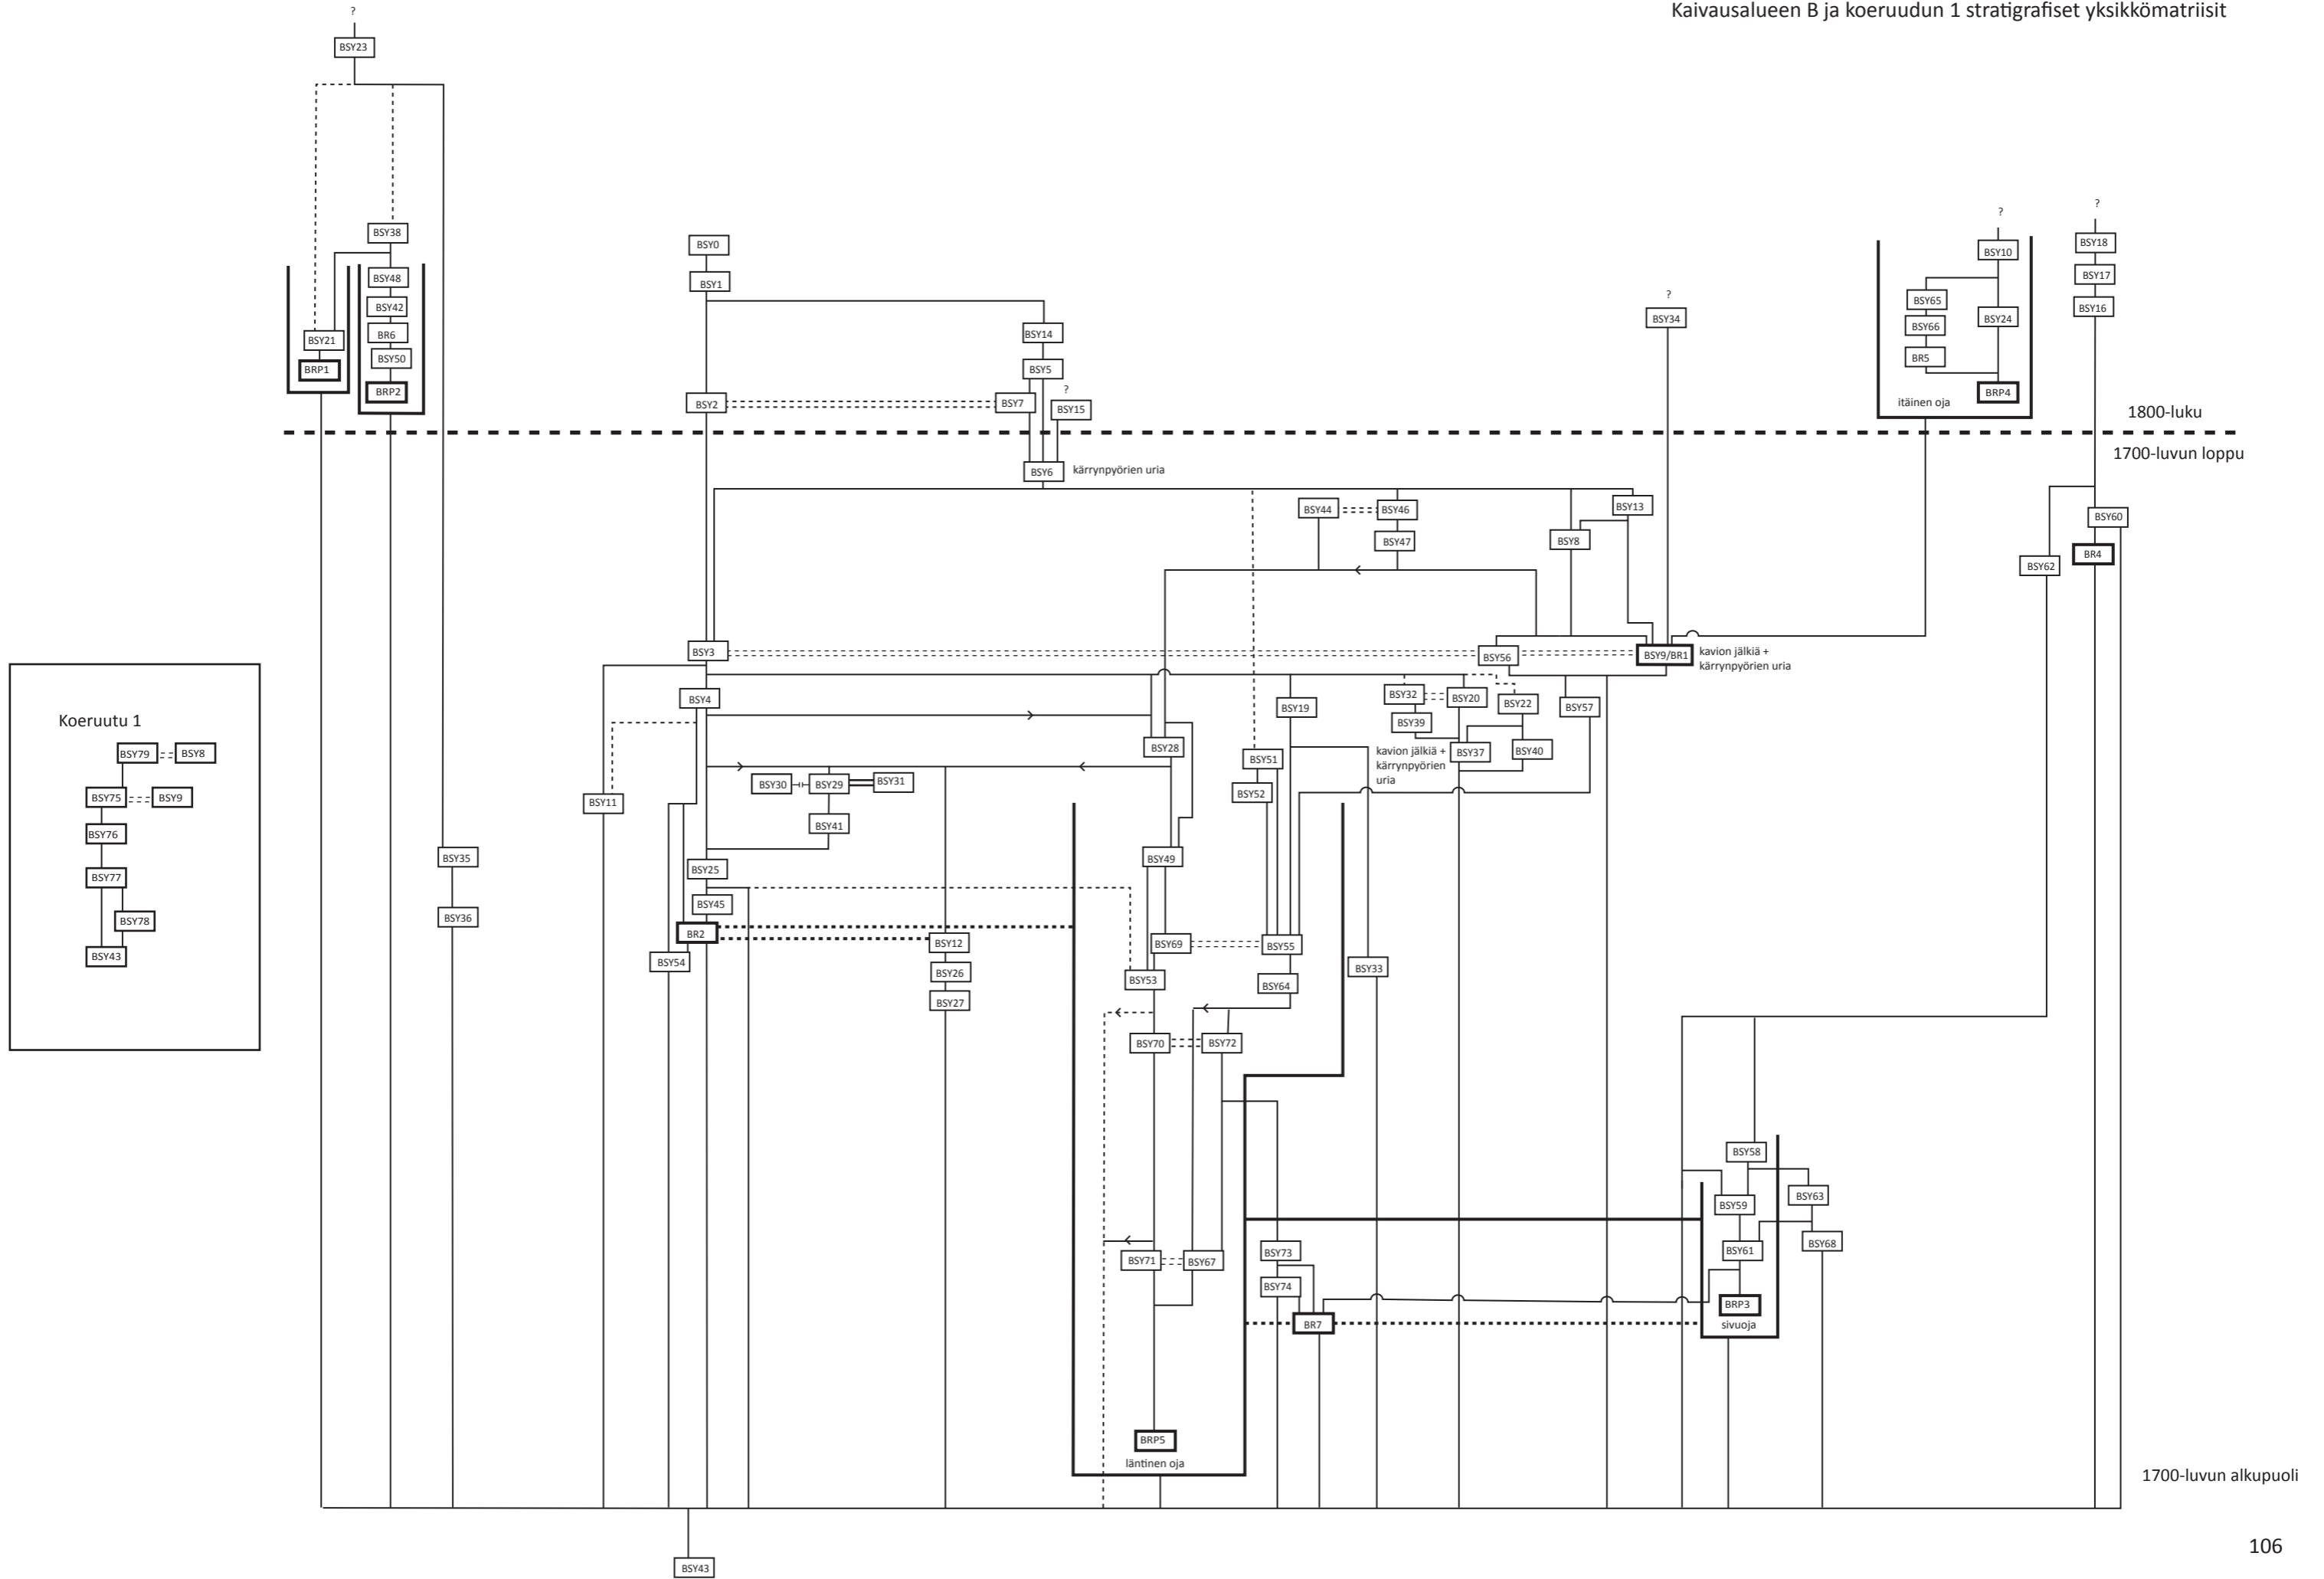 Kaivausalueen B ja koeruudun 1 stratigrafiset yksikkömatriisit
?
BSY23
BSY38
BSY48
BSY42
BR6
BSY50
BRP2
BSY21
BRP1
BSY0
BSY1
BSY14
BSY5
?
BSY2
BSY7
BSY15
BSY6
kärrynpyörien uria
?
BSY34
?
BSY10
BSY65
BSY66
BR5
BSY24
BRP4
itäinen oja
?
BSY18
BSY17
BSY16
1800-luku
1700-luvun loppu
BSY44
BSY46
BSY47
BSY13
BSY8
BSY60
BR4
BSY62
BSY3
BSY56
BSY9/BR1
kavion jälkiä +
kärrynpyörien uria
BSY4
BSY19
BSY32
BSY20
BSY22
BSY57
BSY39
BSY28
BSY37
BSY40
kavion jälkiä +
kärrynpyörien
uria
BSY51
BSY52
BSY30
BSY29
BSY31
BSY11
BSY41
Koeruutu 1
BSY79
BSY8
BSY75
BSY9
BSY76
BSY77
BSY78
BSY43
BSY35
BSY36
BSY25
BSY45
BR2
BSY54
BSY12
BSY26
BSY27
BSY49
BSY69
BSY55
BSY53
BSY64
BSY33
BSY70
BSY72
BSY58
BSY59
BSY63
BSY61
BSY68
BSY71
BSY67
BSY73
BSY74
BR7
BRP3
sivuoja
BRP5
läntinen oja
1700-luvun alkupuoli
BSY43
106